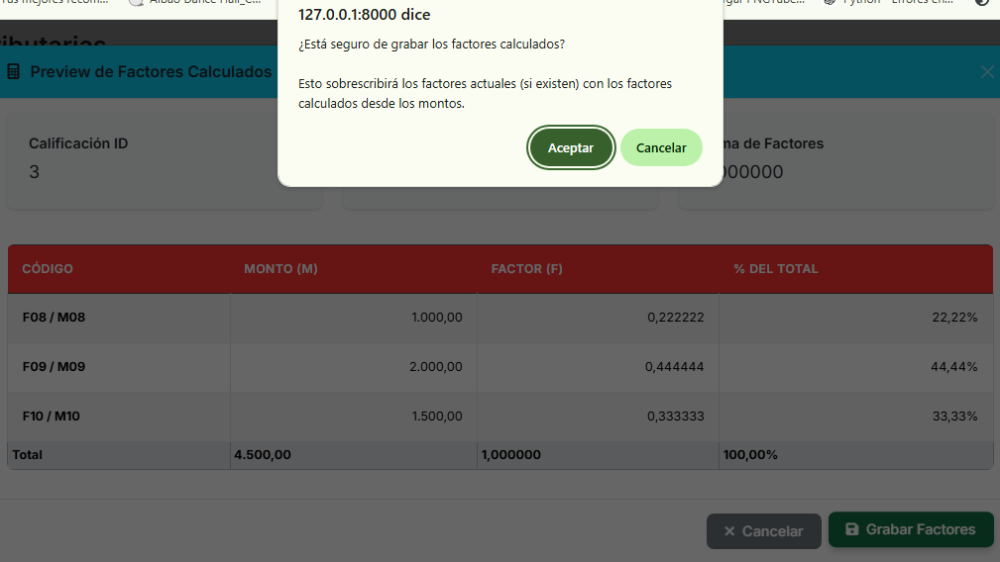 127.0.0.1:8000 dice
¿Está seguro de grabar los factores calculados?
Esto sobrescribirá los factores actuales (si existen) con los factores
calculados desde los montos.
Aceptar
Cancelar
Preview de Factores Calculados
Calificación ID
3
de Factores
CÓDIGO
MONTO (M)
FACTOR (F)
% DEL TOTAL
F08 / M08
1.000,00
0,222222
22,22%
F09 / M09
2.000,00
0,444444
44,44%
F10 / M10
1.500,00
0,333333
33,33%
Total
4.500,00
1,000000
100,00%
Cancelar
Grabar Factores